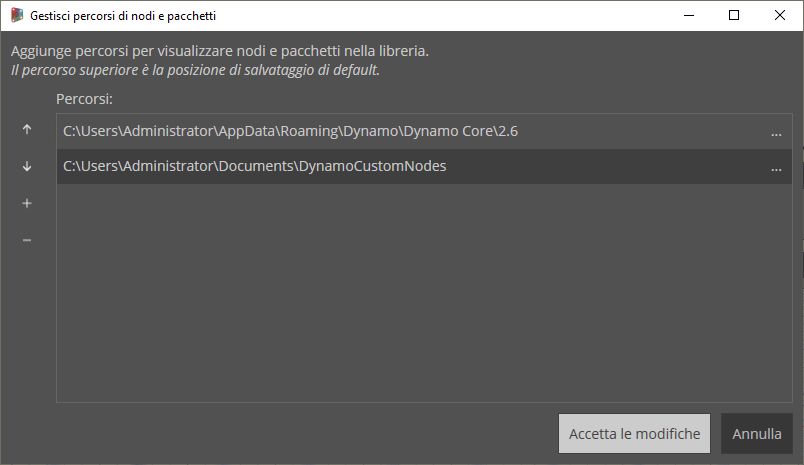 Gestisci percorsi di nodi e pacchetti
Aggiunge percorsi per visualizzare nodi e pacchetti nella libreria.
Il percorso superiore è la posizione di salvataggio di default.
Percorsi:
C:\Users\Administrator\AppData\Roaming\Dynamo\Dynamo Core\2.6 ...
C:\Users\Administrator\Documents\DynamoCustomNodes ...
Accetta le modifiche Annulla